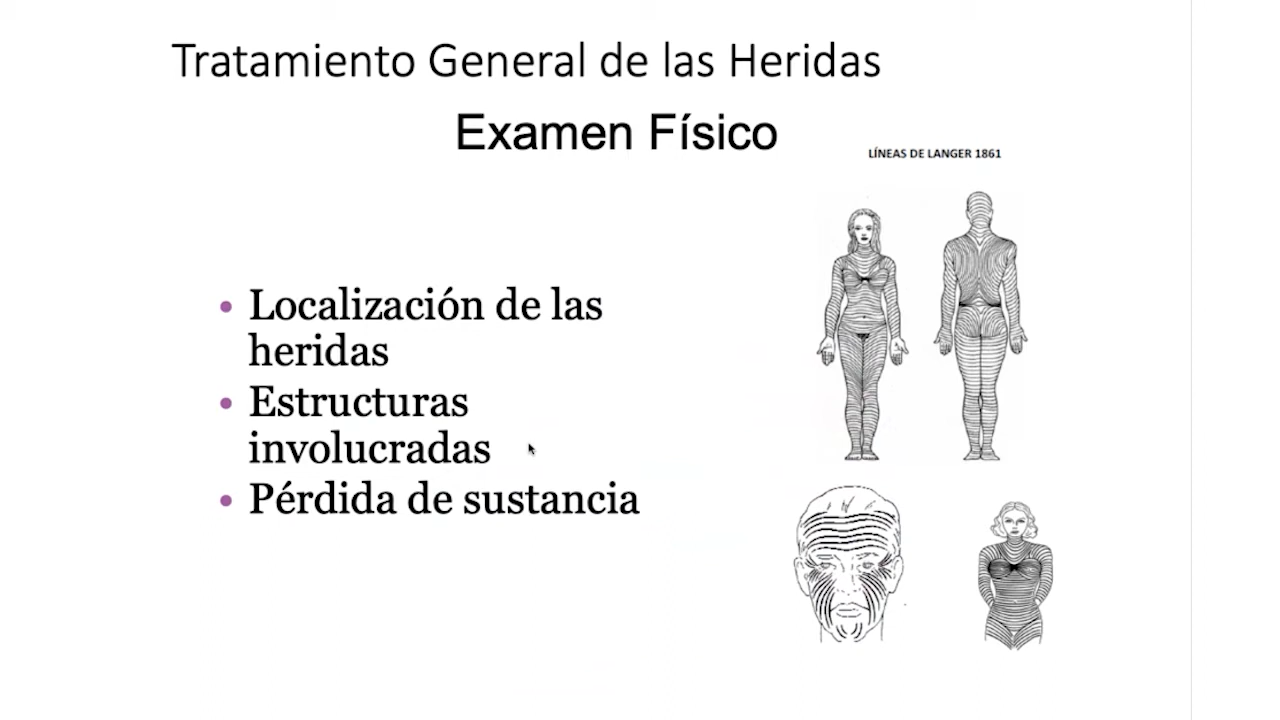 Tratamiento General de las Heridas
Examen Físico
LÍNEAS DE LANGER 1861
• Localización de las
heridas
• Estructuras
involucradas
• Pérdida de sustancia